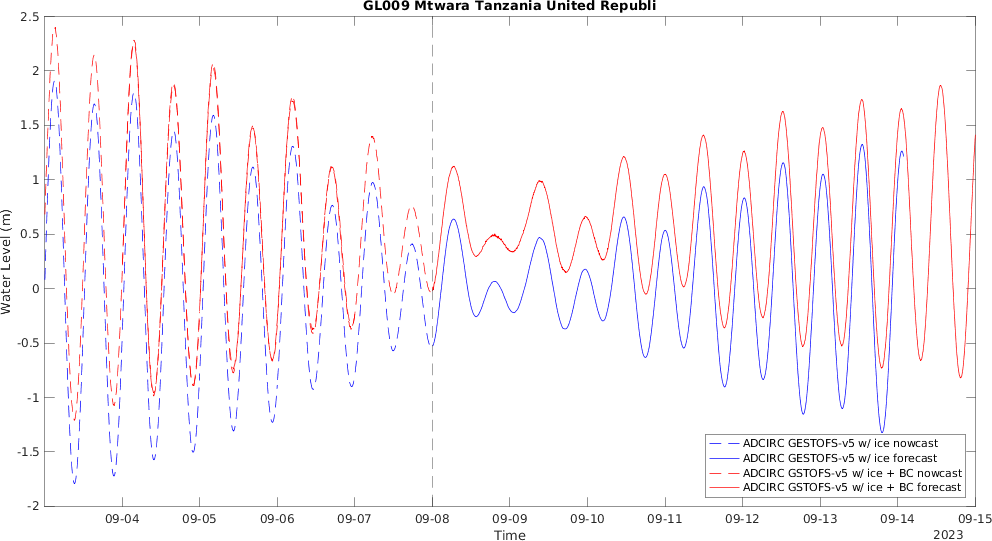 GL009 Mtwara Tanzania United Republi
2.5
2
1.5
1
0.5
0
-0.5
-1
-1.5
-2
Water Level (m)
ADCIRC GESTOFS-v5 w/ ice nowcast
ADCIRC GESTOFS-v5 w/ ice forecast
ADCIRC GSTOFS-v5 w/ ice + BC nowcast
ADCIRC GSTOFS-v5 w/ ice + BC forecast
09-04 09-05 09-06 09-07 09-08 09-09 09-10 09-11 09-12 09-13 09-14 09-15
Time
2023